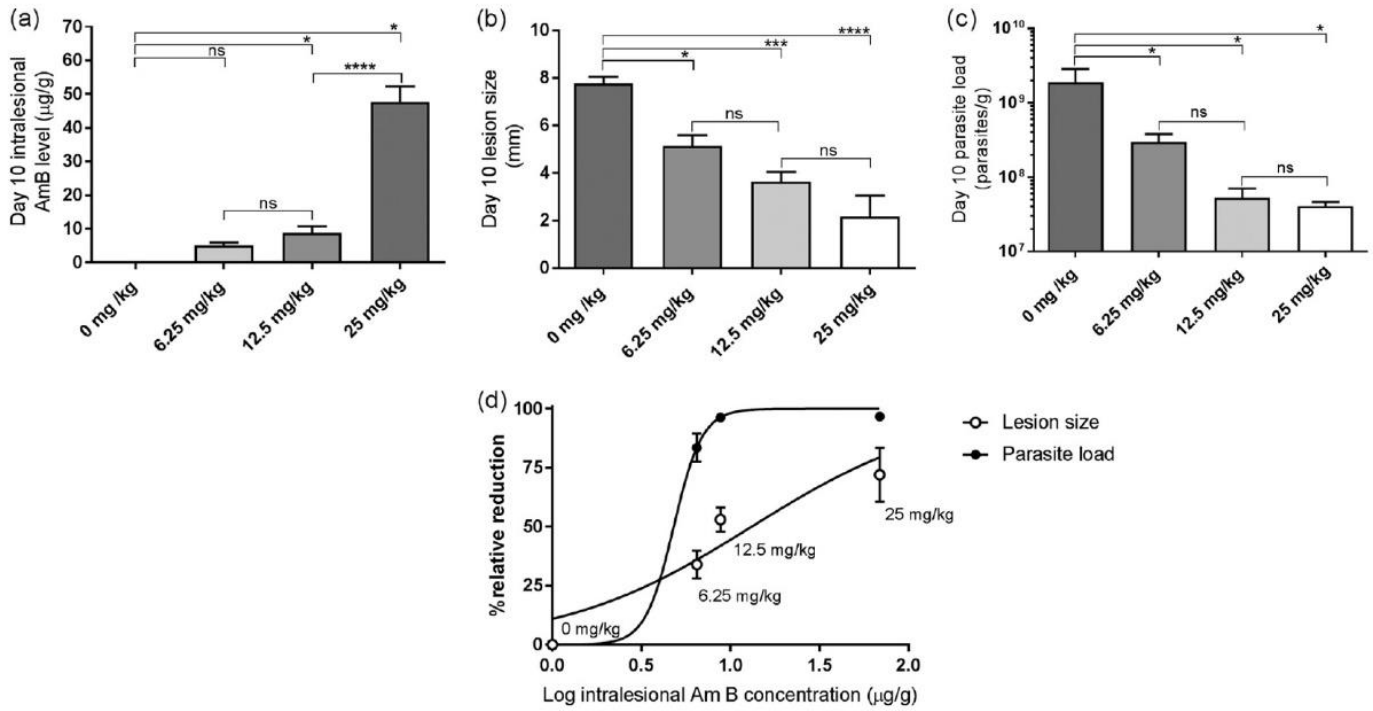 (a)
Day 10 intralesional
AmB level (µg/g)
70
60
50
40
30
20
10
0
*
*
ns
****
ns
0 mg /kg
6.25 mg/kg
12.5 mg/kg
25 mg/kg
(b)
Day 10 lesion size
(mm)
10
8
6
4
2
0
****
***
*
ns
ns
0 mg /kg
6.25 mg/kg
12.5 mg/kg
25 mg/kg
(c)
Day 10 parasite load
(parasites/g)
10^10
10^9
10^8
10^7
*
*
*
ns
ns
0 mg /kg
6.25 mg/kg
12.5 mg/kg
25 mg/kg
(d)
% relative reduction
100
75
50
25
0
0 mg/kg
6.25 mg/kg
12.5 mg/kg
25 mg/kg
0.0 0.5 1.0 1.5 2.0
Log intralesional Am B concentration (µg/g)
Lesion size
Parasite load